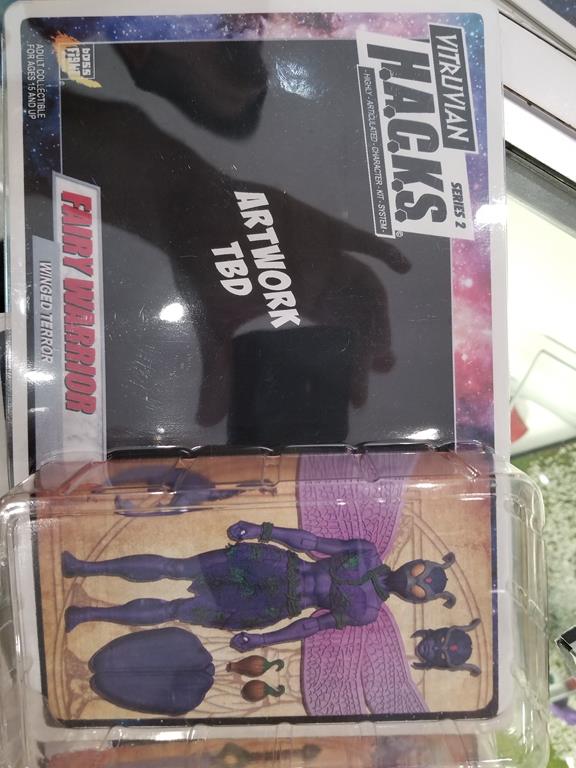 boss
fight
ADULT COLLECTIBLE
FOR AGES 15 AND UP
VITRUVIAN
H.A.C.K.S.®
-HIGHLY-ARTICULATED-CHARACTER-KIT-SYSTEM-
SERIES 2
ARTWORK
TBD
FAIRY WARRIOR
WINGED TERROR